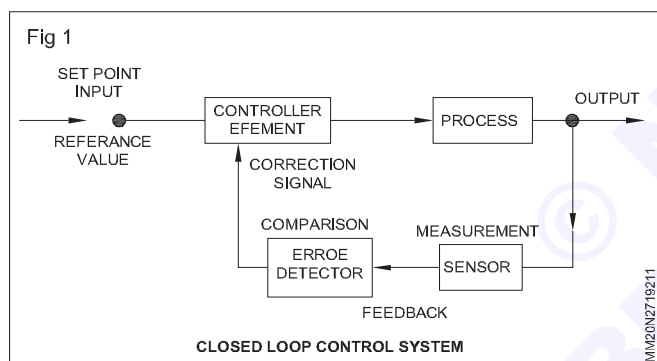 Fig 1
SET POINT
INPUT
REFERANCE
VALUE
CONTROLLER
EFEMENT
PROCESS
OUTPUT
CORRECTION
SIGNAL
COMPARISON
ERROE
DETECTOR
MEASUREMENT
SENSOR
FEEDBACK
CLOSED LOOP CONTROL SYSTEM
MM20N2719211